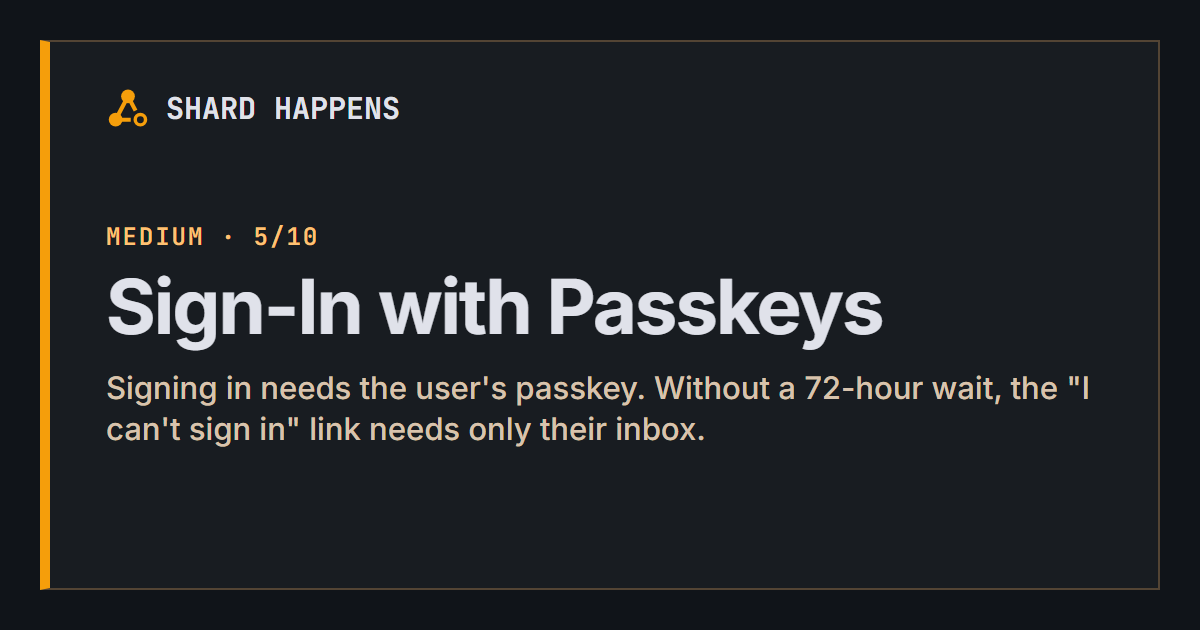 SHARD HAPPENS
MEDIUM · 5/10
Sign-In with Passkeys
Signing in needs the user's passkey. Without a 72-hour wait, the "I
can't sign in" link needs only their inbox.